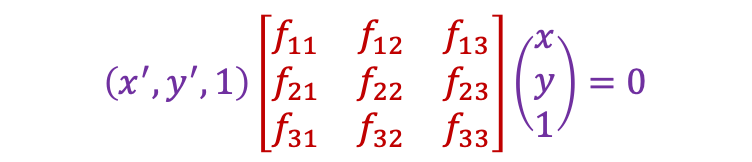 (x′, y′, 1) [f₁₁ f₁₂ f₁₃
f₂₁ f₂₂ f₂₃
f₃₁ f₃₂ f₃₃] (x
y
1) = 0